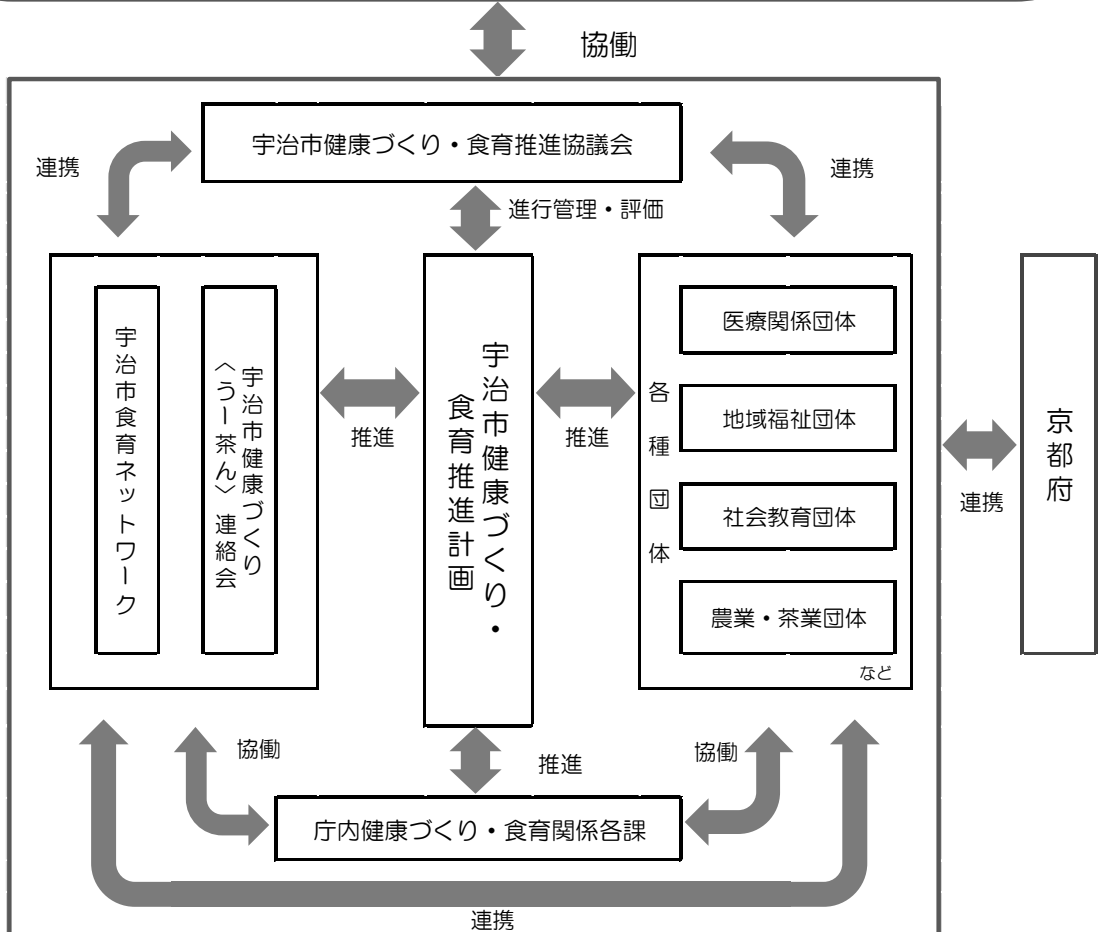 協働
宇治市健康づくり・食育推進協議会
連携
連携
進行管理・評価
宇治市食育ネットワーク
宇治市健康づくり
〈うー茶ん〉連絡会
推進
宇治市健康づくり・
食育推進計画
推進
各種団体
医療関係団体
地域福祉団体
社会教育団体
農業・茶業団体
など
連携
京都府
協働
推進
協働
庁内健康づくり・食育関係各課
連携